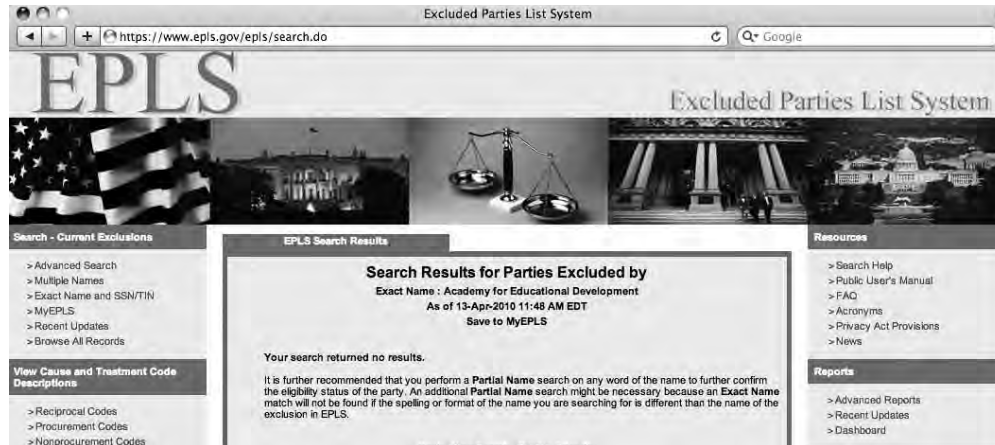 Excluded Parties List System
https://www.epls.gov/epls/search.do
Google
EPLS
Excluded Parties List System
Search - Current Exclusions
> Advanced Search
> Multiple Names
> Exact Name and SSN/TIN
> MyEPLS
> Recent Updates
> Browse All Records
View Cause and Treatment Code
Descriptions
> Reciprocal Codes
> Procurement Codes
> Nonprocurement Codes
EPLS Search Results
Search Results for Parties Excluded by
Exact Name : Academy for Educational Development
As of 13-Apr-2010 11:48 AM EDT
Save to MyEPLS
Your search returned no results.
It is further recommended that you perform a Partial Name search on any word of the name to further confirm
the eligibility status of the party. An additional Partial Name search might be necessary because an Exact Name
match will not be found if the spelling or format of the name you are searching for is different than the name of the
exclusion in EPLS.
Resources
> Search Help
> Public User's Manual
> FAQ
> Acronyms
> Privacy Act Provisions
> News
Reports
> Advanced Reports
> Recent Updates
> Dashboard